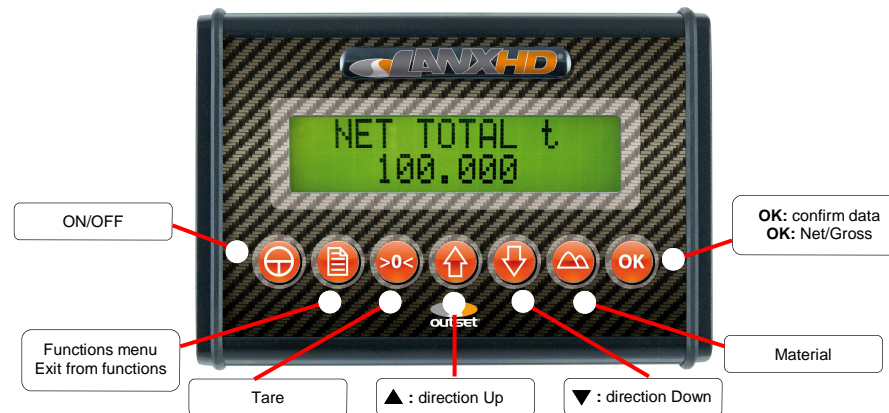 LANXHD
NET TOTAL t
100.000
ON/OFF
OK: confirm data
OK: Net/Gross
>0<
OK
outset
Functions menu
Exit from functions
Tare
▲ : direction Up
▼ : direction Down
Material